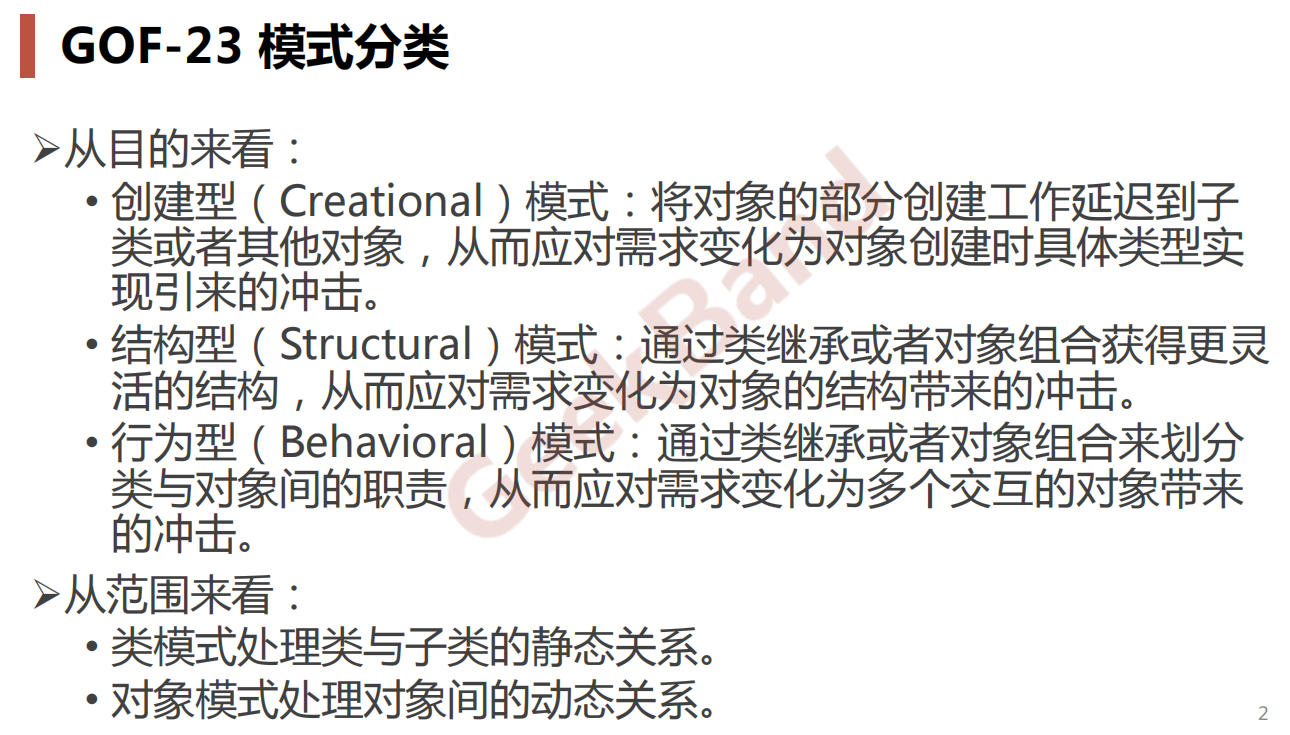 GOF-23 模式分类
从目的来看：
• 创建型（Creational）模式：将对象的部分创建工作延迟到子
类或者其他对象，从而应对需求变化为对象创建时具体类型实
现引来的冲击。
• 结构型（Structural）模式：通过类继承或者对象组合获得更灵
活的结构，从而应对需求变化为对象的结构带来的冲击。
• 行为型（Behavioral）模式：通过类继承或者对象组合来划分
类与对象间的职责，从而应对需求变化为多个交互的对象带来
的冲击。
从范围来看：
• 类模式处理类与子类的静态关系。
• 对象模式处理对象间的动态关系。
GeekBand
2